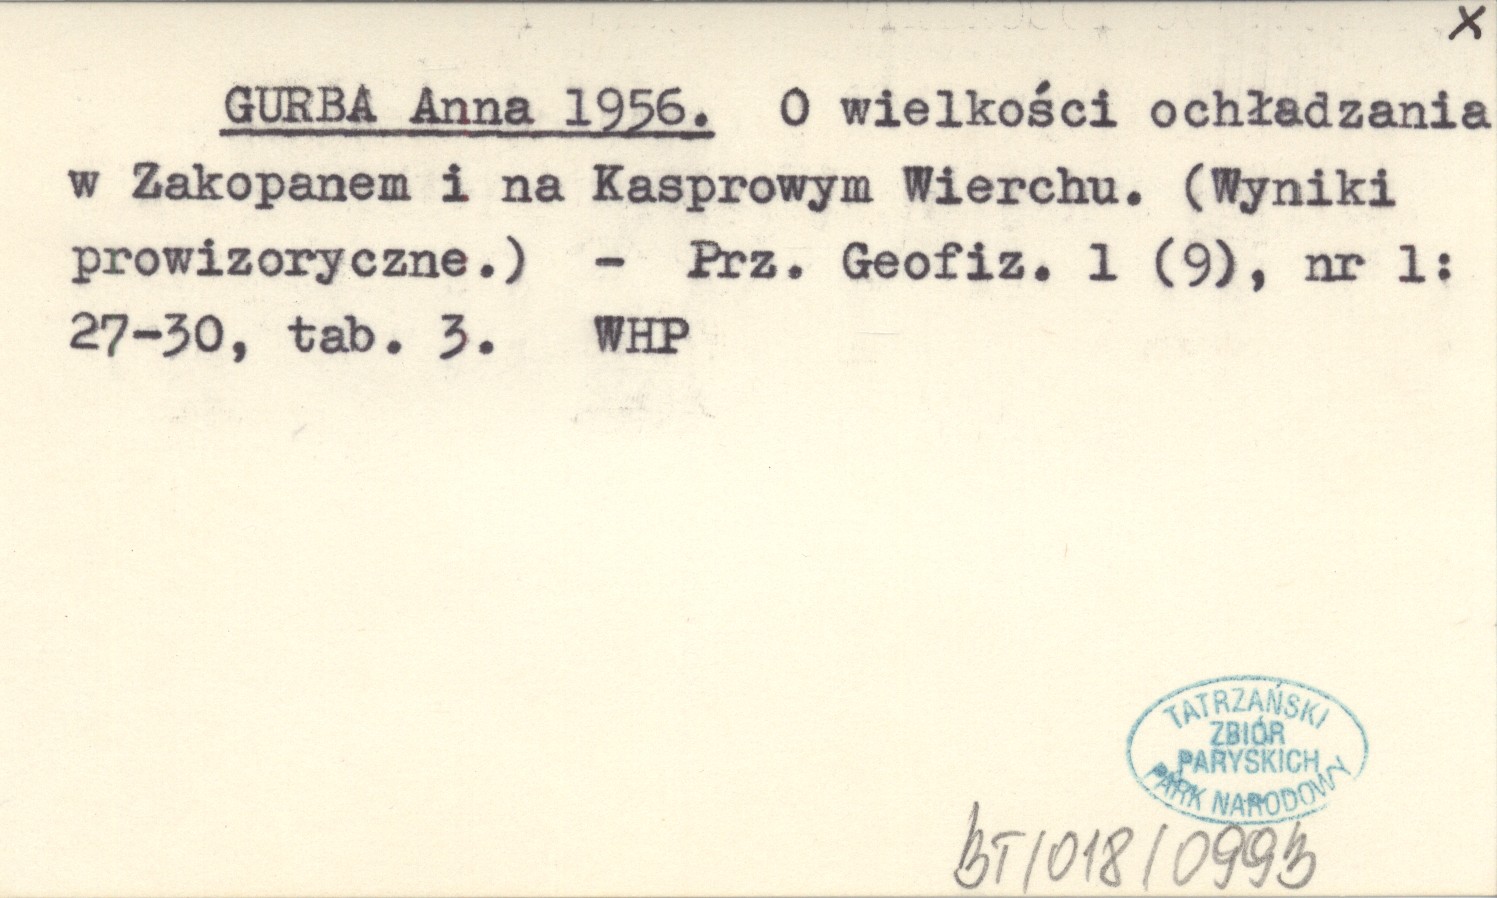 x
GURBA Anna 1956. O wielkości ochładzania
w Zakopanem i na Kasprowym Wierchu. (Wyniki
prowizoryczne.) - Prz. Geofiz. 1 (9), nr 1:
27-30, tab. 3. WHP
TATRZAŃSKI
ZBIÓR
PARYSKICH
PARK NARODOWY
BT/018/0993